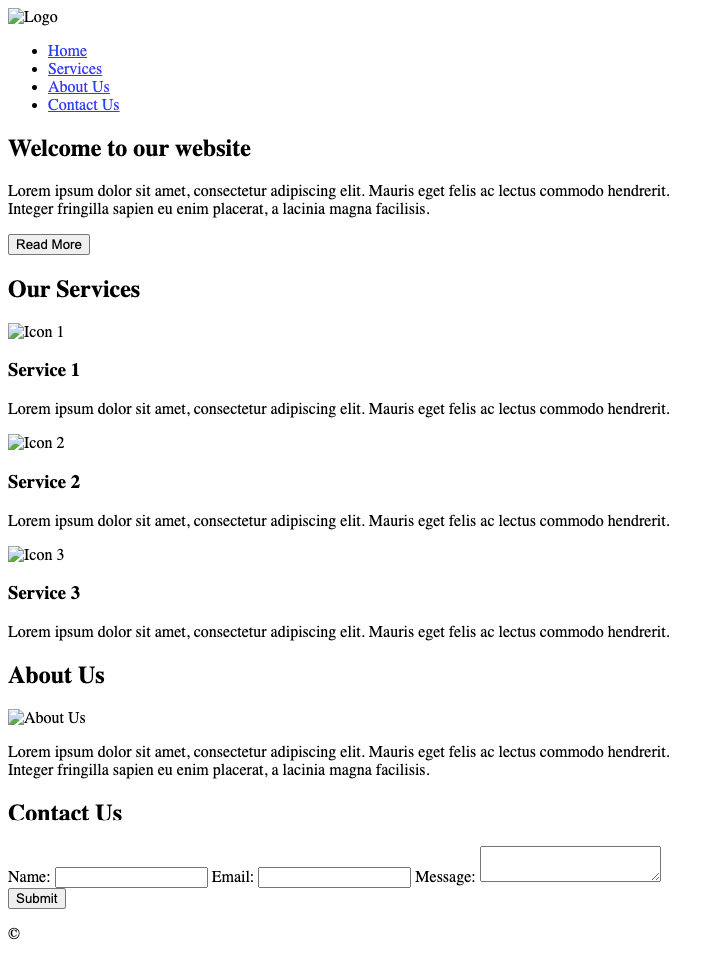 Logo
Home
Services
About Us
Contact Us
Welcome to our website
Lorem ipsum dolor sit amet, consectetur adipiscing elit. Mauris eget felis ac lectus commodo hendrerit.
Integer fringilla sapien eu enim placerat, a lacinia magna facilisis.
Read More
Our Services
Icon 1
Service 1
Lorem ipsum dolor sit amet, consectetur adipiscing elit. Mauris eget felis ac lectus commodo hendrerit.
Icon 2
Service 2
Lorem ipsum dolor sit amet, consectetur adipiscing elit. Mauris eget felis ac lectus commodo hendrerit.
Icon 3
Service 3
Lorem ipsum dolor sit amet, consectetur adipiscing elit. Mauris eget felis ac lectus commodo hendrerit.
About Us
About Us
Lorem ipsum dolor sit amet, consectetur adipiscing elit. Mauris eget felis ac lectus commodo hendrerit.
Integer fringilla sapien eu enim placerat, a lacinia magna facilisis.
Contact Us
Name: Email: Message:
Submit
©